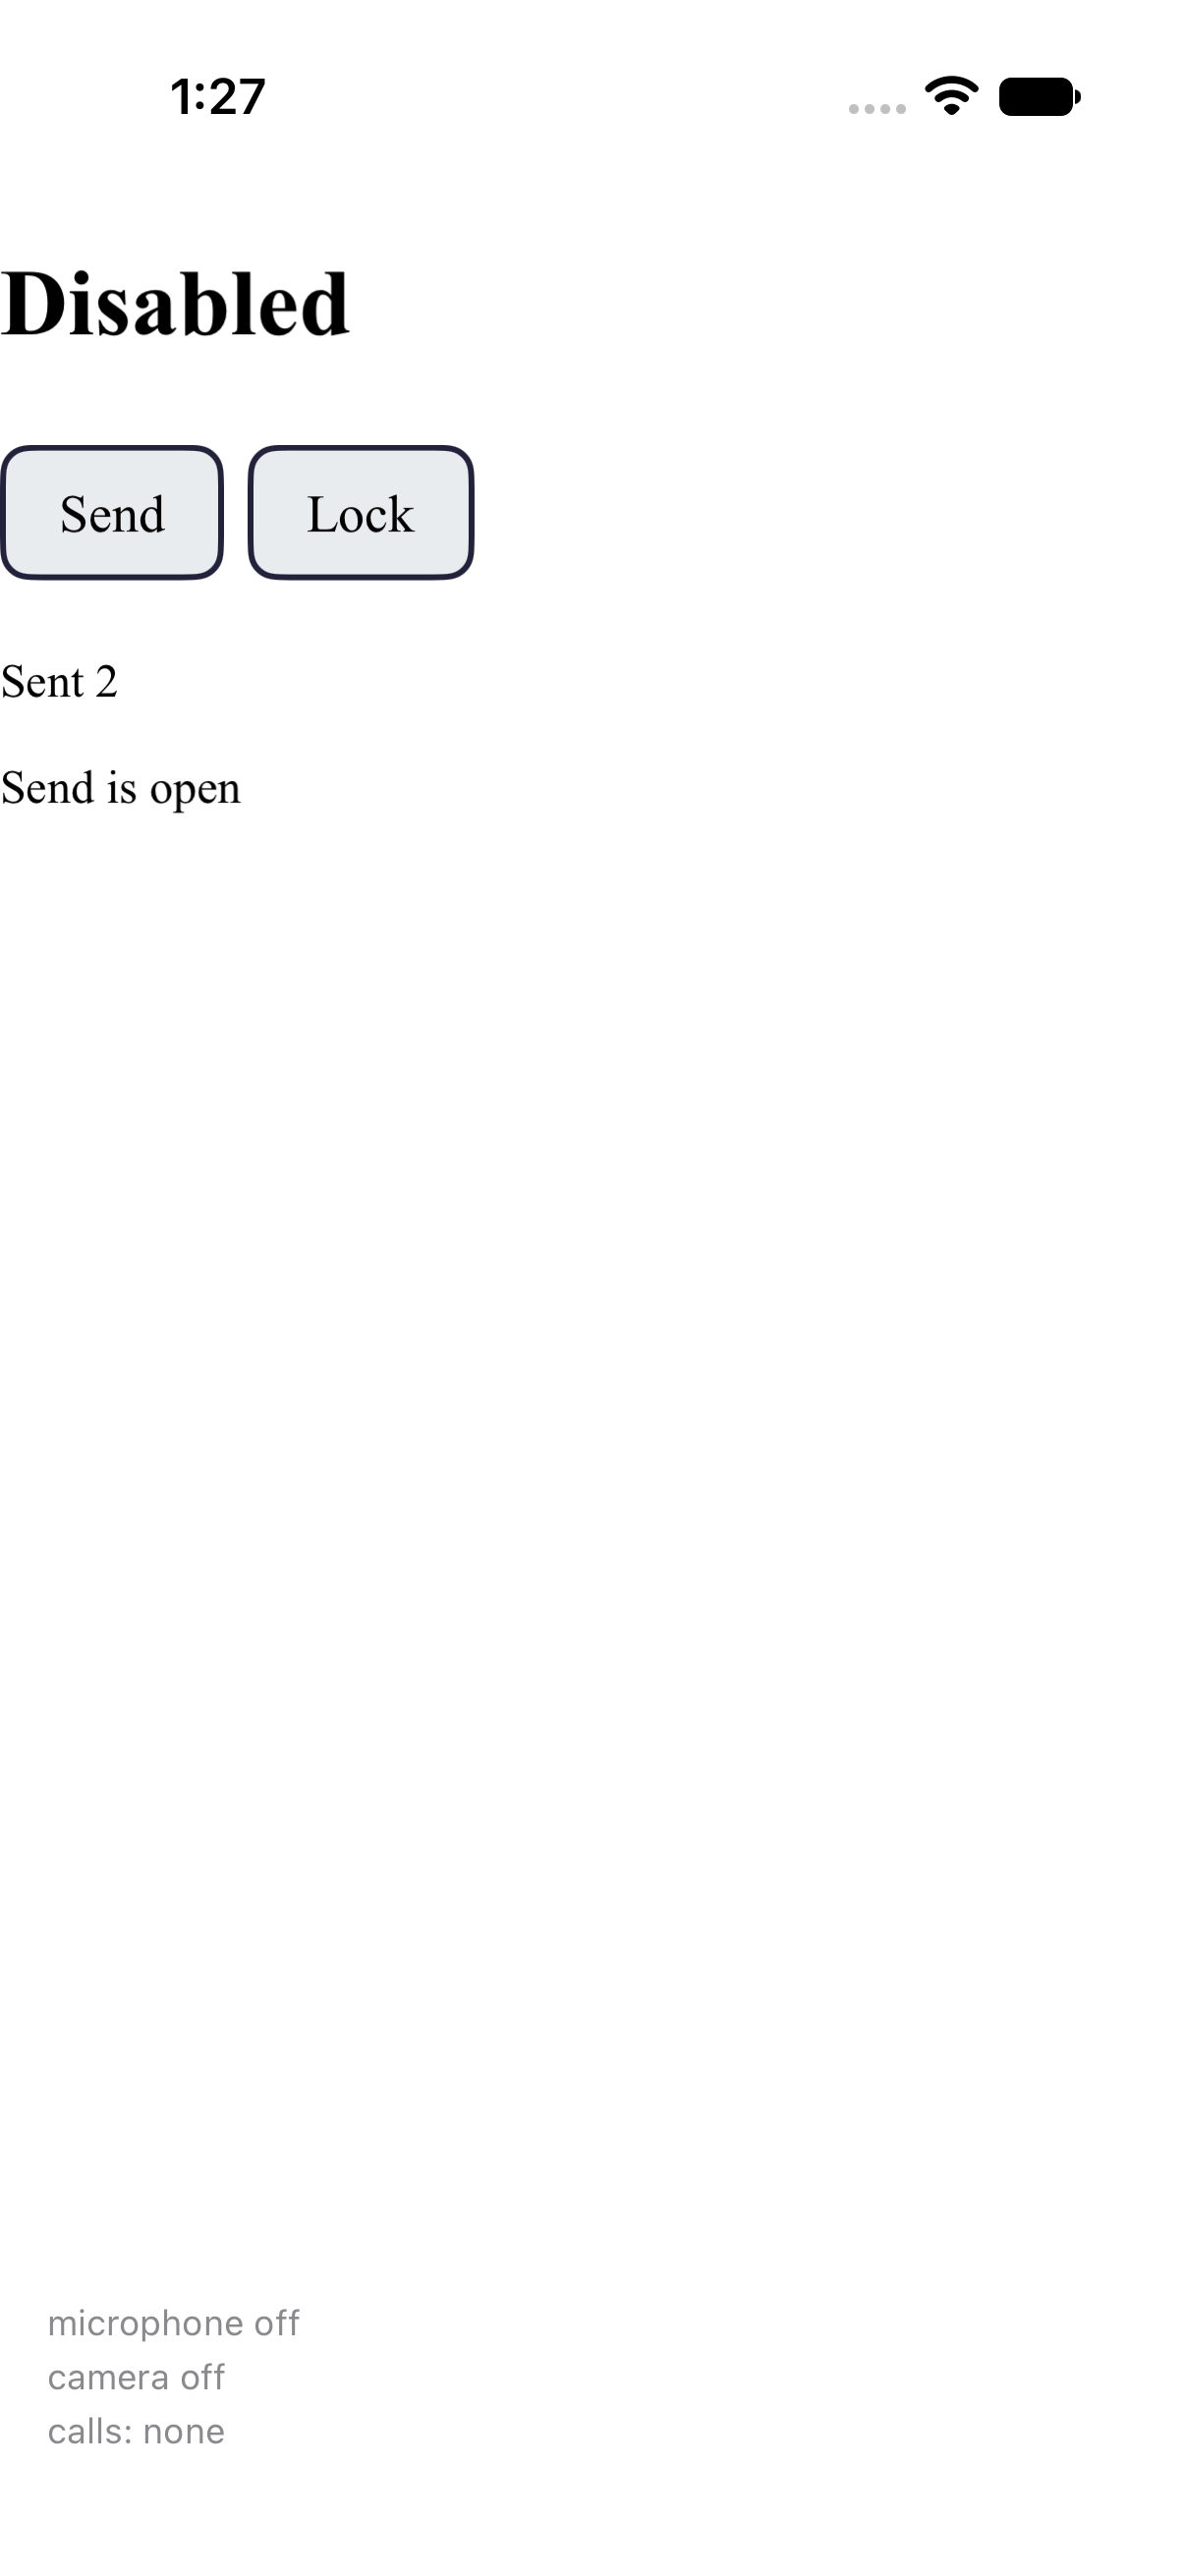 1:27
Disabled
Send Lock
Sent 2
Send is open
microphone off
camera off
calls: none